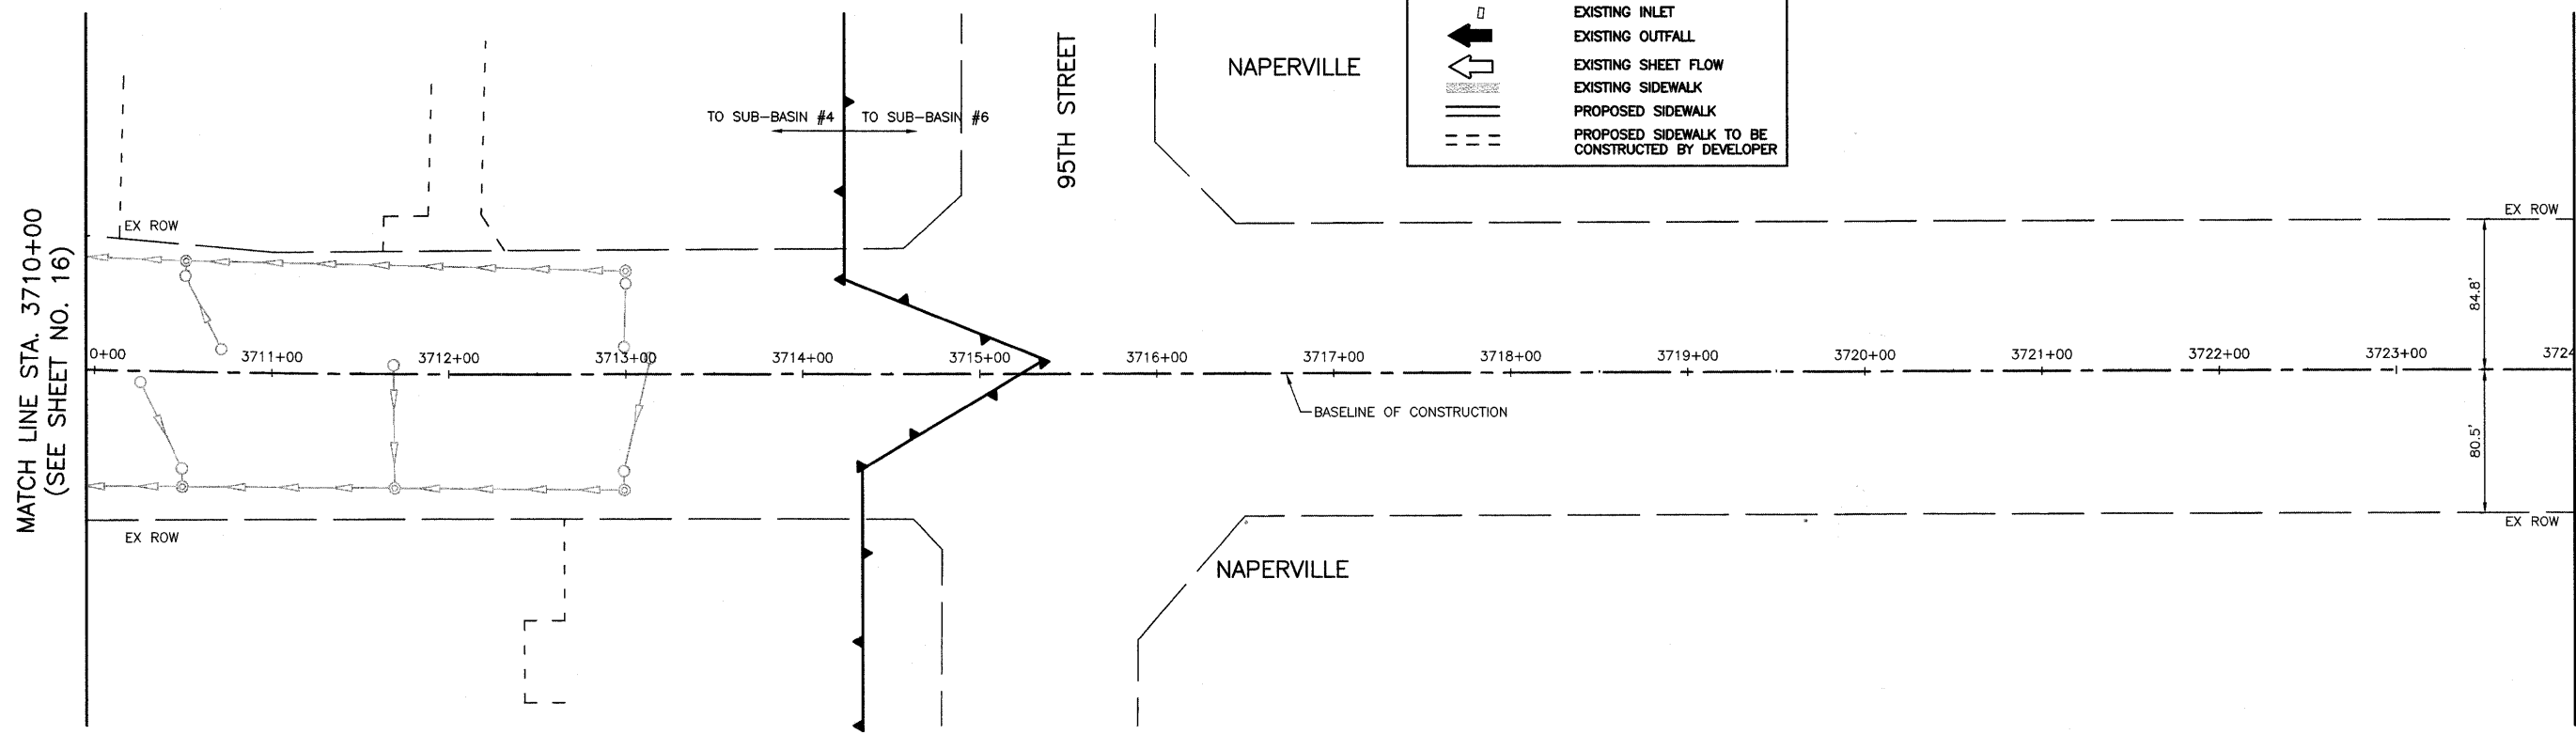 EXISTING INLET
EXISTING OUTFALL
EXISTING SHEET FLOW
EXISTING SIDEWALK
PROPOSED SIDEWALK
PROPOSED SIDEWALK TO BE
CONSTRUCTED BY DEVELOPER
95TH STREET
NAPERVILLE
TO SUB-BASIN #4
TO SUB-BASIN #6
MATCH LINE STA. 3710+00
(SEE SHEET NO. 16)
EX ROW
EX ROW
84.8'
0+00
3711+00
3712+00
3713+00
3714+00
3715+00
3716+00
3717+00
3718+00
3719+00
3720+00
3721+00
3722+00
3723+00
3724
BASELINE OF CONSTRUCTION
80.5'
EX ROW
EX ROW
NAPERVILLE